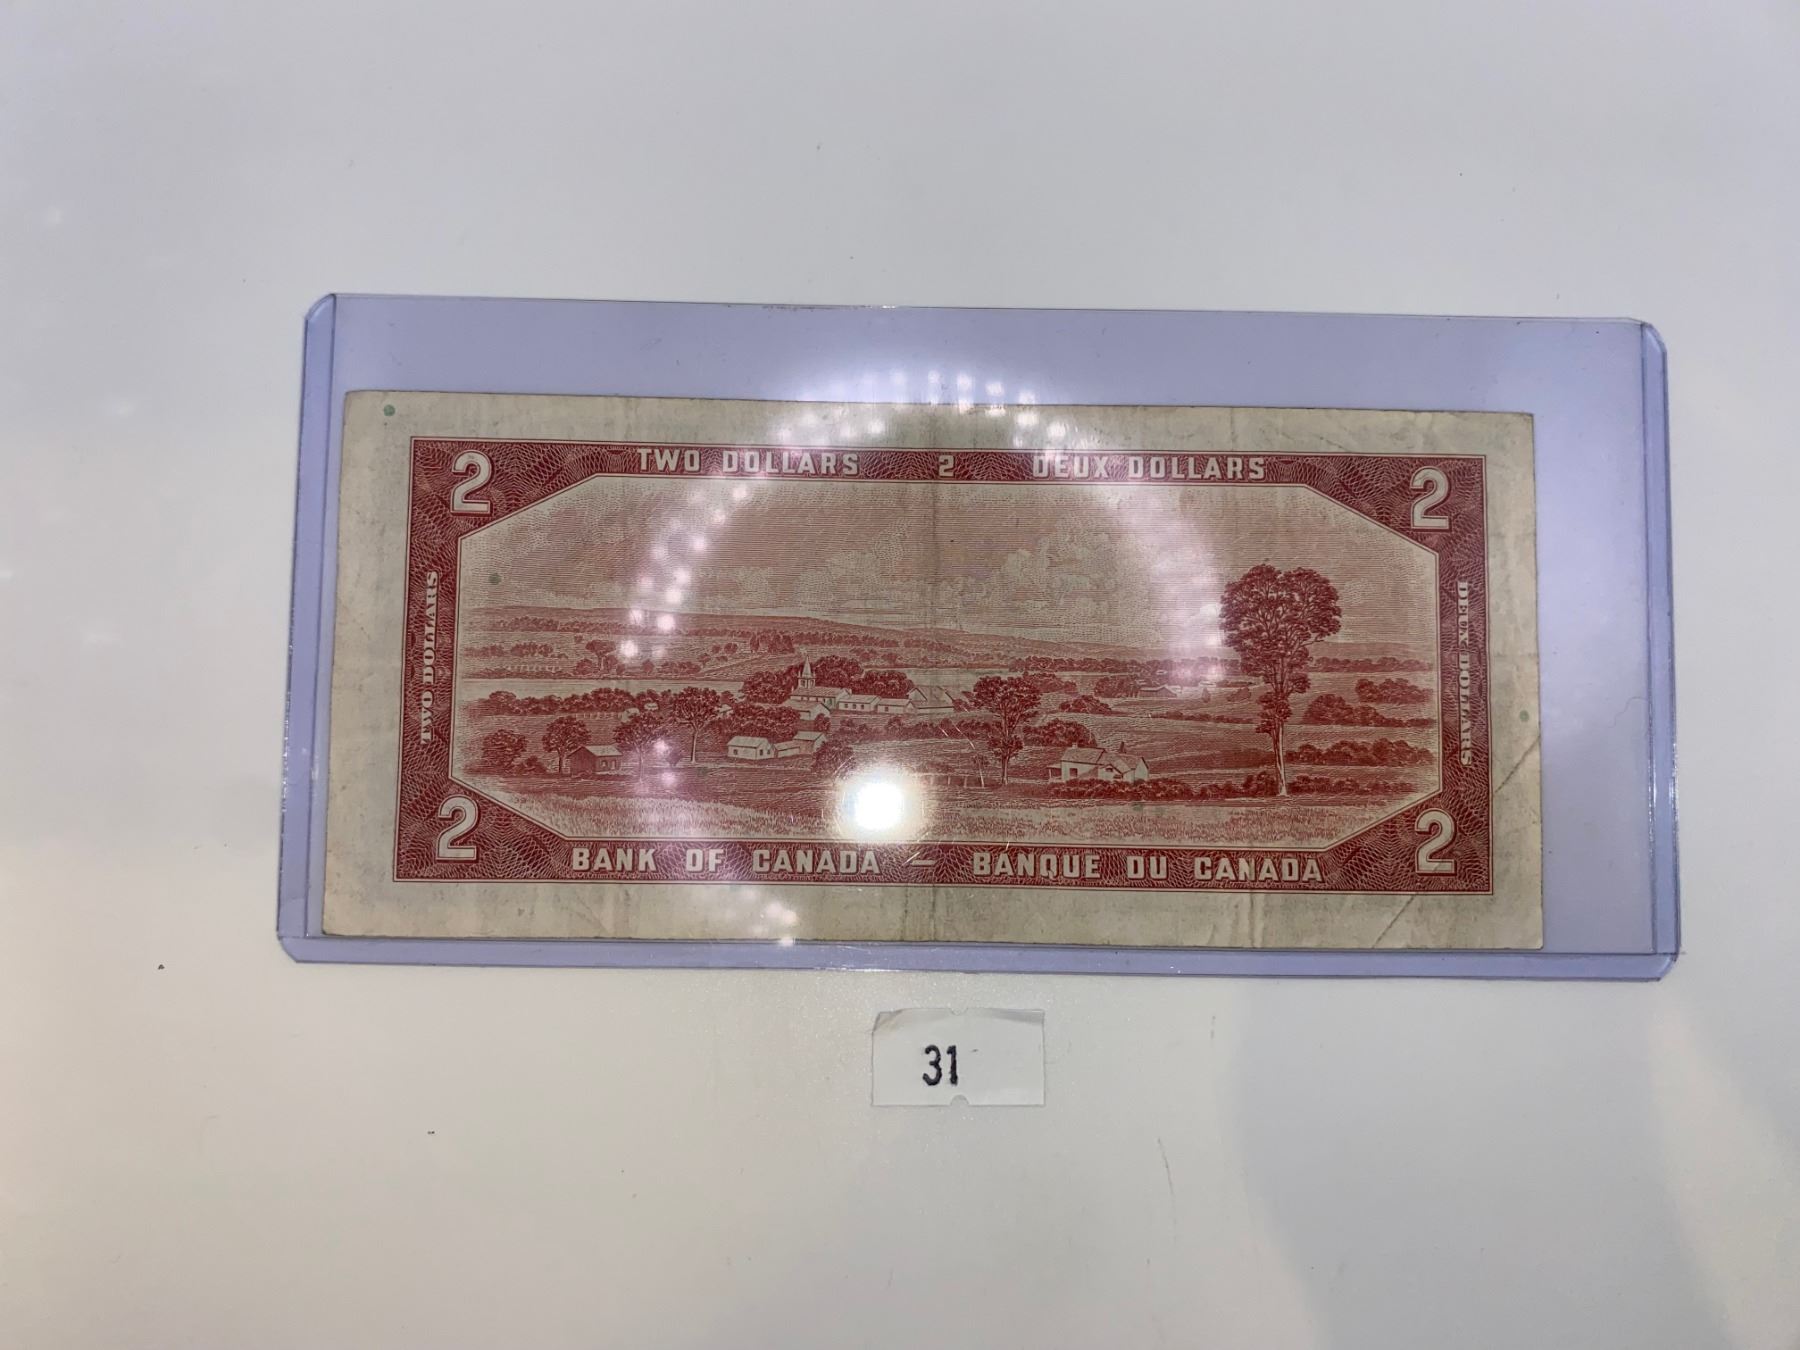 2 TWO DOLLARS 2 DEUX DOLLARS 2
TWO DOLLARS
DEUX DOLLARS
2 BANK OF CANADA — BANQUE DU CANADA 2
31